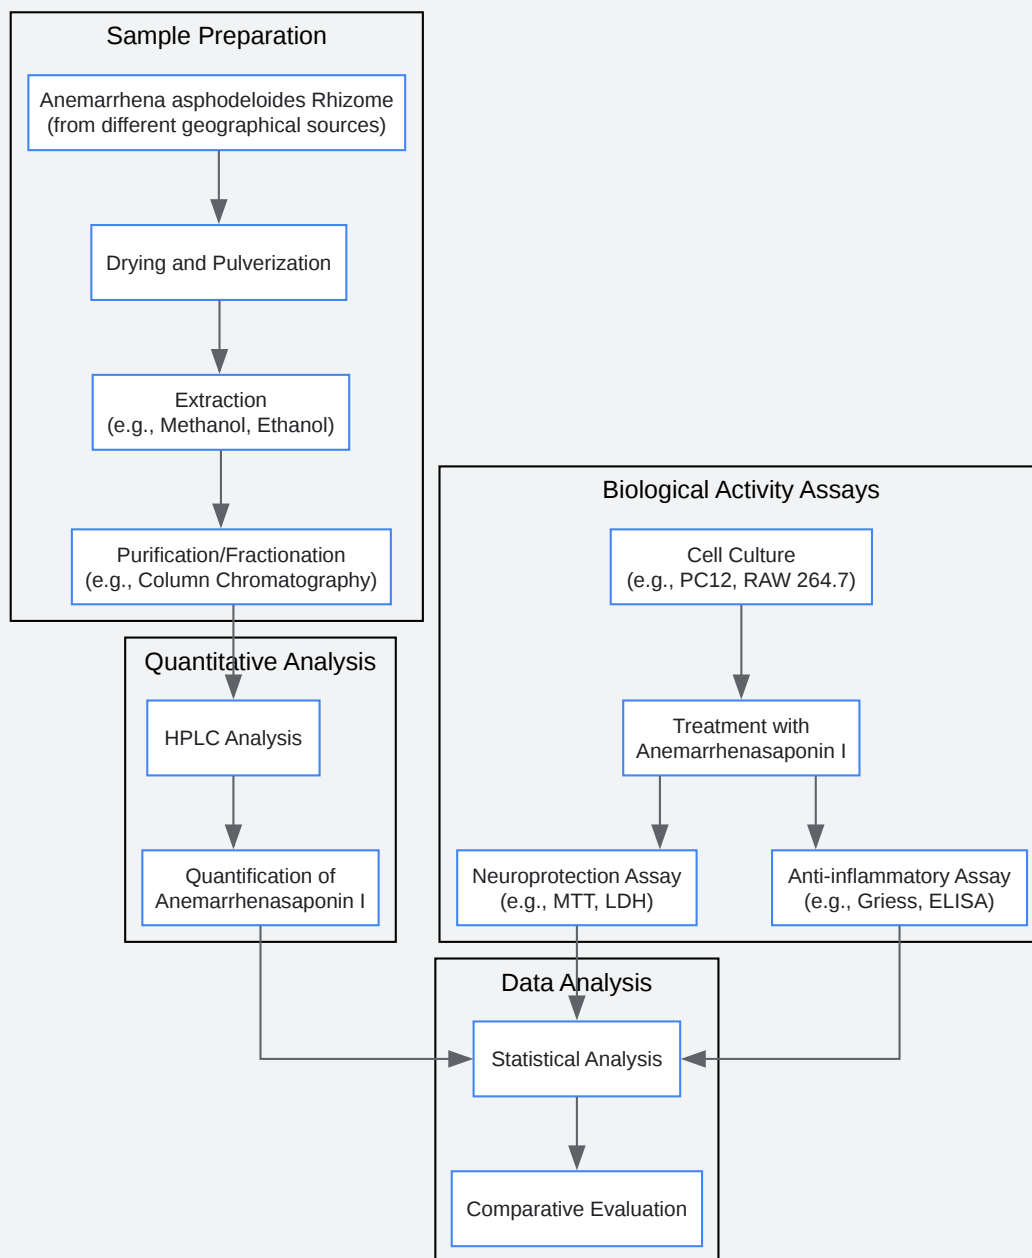 Sample Preparation
Anemarrhena asphodeloides Rhizome
(from different geographical sources)
Drying and Pulverization
Extraction
(e.g., Methanol, Ethanol)
Purification/Fractionation
(e.g., Column Chromatography)
Quantitative Analysis
HPLC Analysis
Quantification of
Anemarrhenasaponin I
Biological Activity Assays
Cell Culture
(e.g., PC12, RAW 264.7)
Treatment with
Anemarrhenasaponin I
Neuroprotection Assay
(e.g., MTT, LDH)
Anti-inflammatory Assay
(e.g., Griess, ELISA)
Data Analysis
Statistical Analysis
Comparative Evaluation